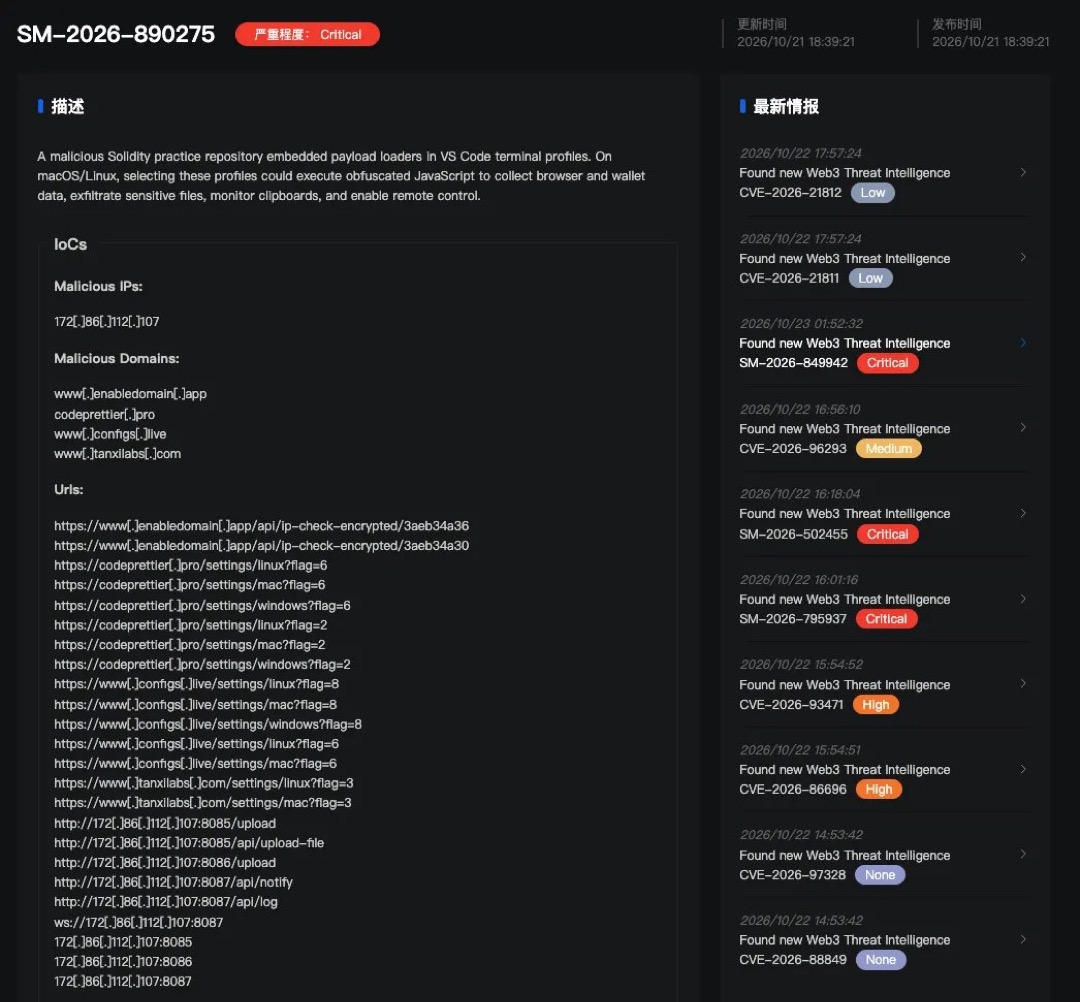 SM-2026-890275
严重程度： Critical
更新时间
2026/10/21 18:39:21
发布时间
2026/10/21 18:39:21
描述
A malicious Solidity practice repository embedded payload loaders in VS Code terminal profiles. On
macOS/Linux, selecting these profiles could execute obfuscated JavaScript to collect browser and wallet
data, exfiltrate sensitive files, monitor clipboards, and enable remote control.
IoCs
Malicious IPs:
172[.]86[.]112[.]107
Malicious Domains:
www[.]enabledomain[.]app
codeprettier[.]pro
www[.]configs[.]live
www[.]tanxilabs[.]com
Urls:
https://www[.]enabledomain[.]app/api/ip-check-encrypted/3aeb34a36
https://www[.]enabledomain[.]app/api/ip-check-encrypted/3aeb34a30
https://codeprettier[.]pro/settings/linux?flag=6
https://codeprettier[.]pro/settings/mac?flag=6
https://codeprettier[.]pro/settings/windows?flag=6
https://codeprettier[.]pro/settings/linux?flag=2
https://codeprettier[.]pro/settings/mac?flag=2
https://codeprettier[.]pro/settings/windows?flag=2
https://www[.]configs[.]live/settings/linux?flag=8
https://www[.]configs[.]live/settings/mac?flag=8
https://www[.]configs[.]live/settings/windows?flag=8
https://www[.]configs[.]live/settings/linux?flag=6
https://www[.]configs[.]live/settings/mac?flag=6
https://www[.]tanxilabs[.]com/settings/linux?flag=3
https://www[.]tanxilabs[.]com/settings/mac?flag=3
http://172[.]86[.]112[.]107:8085/upload
http://172[.]86[.]112[.]107:8085/api/upload-file
http://172[.]86[.]112[.]107:8086/upload
http://172[.]86[.]112[.]107:8087/api/notify
http://172[.]86[.]112[.]107:8087/api/log
ws://172[.]86[.]112[.]107:8087
172[.]86[.]112[.]107:8085
172[.]86[.]112[.]107:8086
172[.]86[.]112[.]107:8087
最新情报
2026/10/22 17:57:24
Found new Web3 Threat Intelligence
CVE-2026-21812 Low
2026/10/22 17:57:24
Found new Web3 Threat Intelligence
CVE-2026-21811 Low
2026/10/23 01:52:32
Found new Web3 Threat Intelligence
SM-2026-849942 Critical
2026/10/22 16:56:10
Found new Web3 Threat Intelligence
CVE-2026-96293 Medium
2026/10/22 16:18:04
Found new Web3 Threat Intelligence
SM-2026-502455 Critical
2026/10/22 16:01:16
Found new Web3 Threat Intelligence
SM-2026-795937 Critical
2026/10/22 15:54:52
Found new Web3 Threat Intelligence
CVE-2026-93471 High
2026/10/22 15:54:51
Found new Web3 Threat Intelligence
CVE-2026-86696 High
2026/10/22 14:53:42
Found new Web3 Threat Intelligence
CVE-2026-97328 None
2026/10/22 14:53:42
Found new Web3 Threat Intelligence
CVE-2026-88849 None